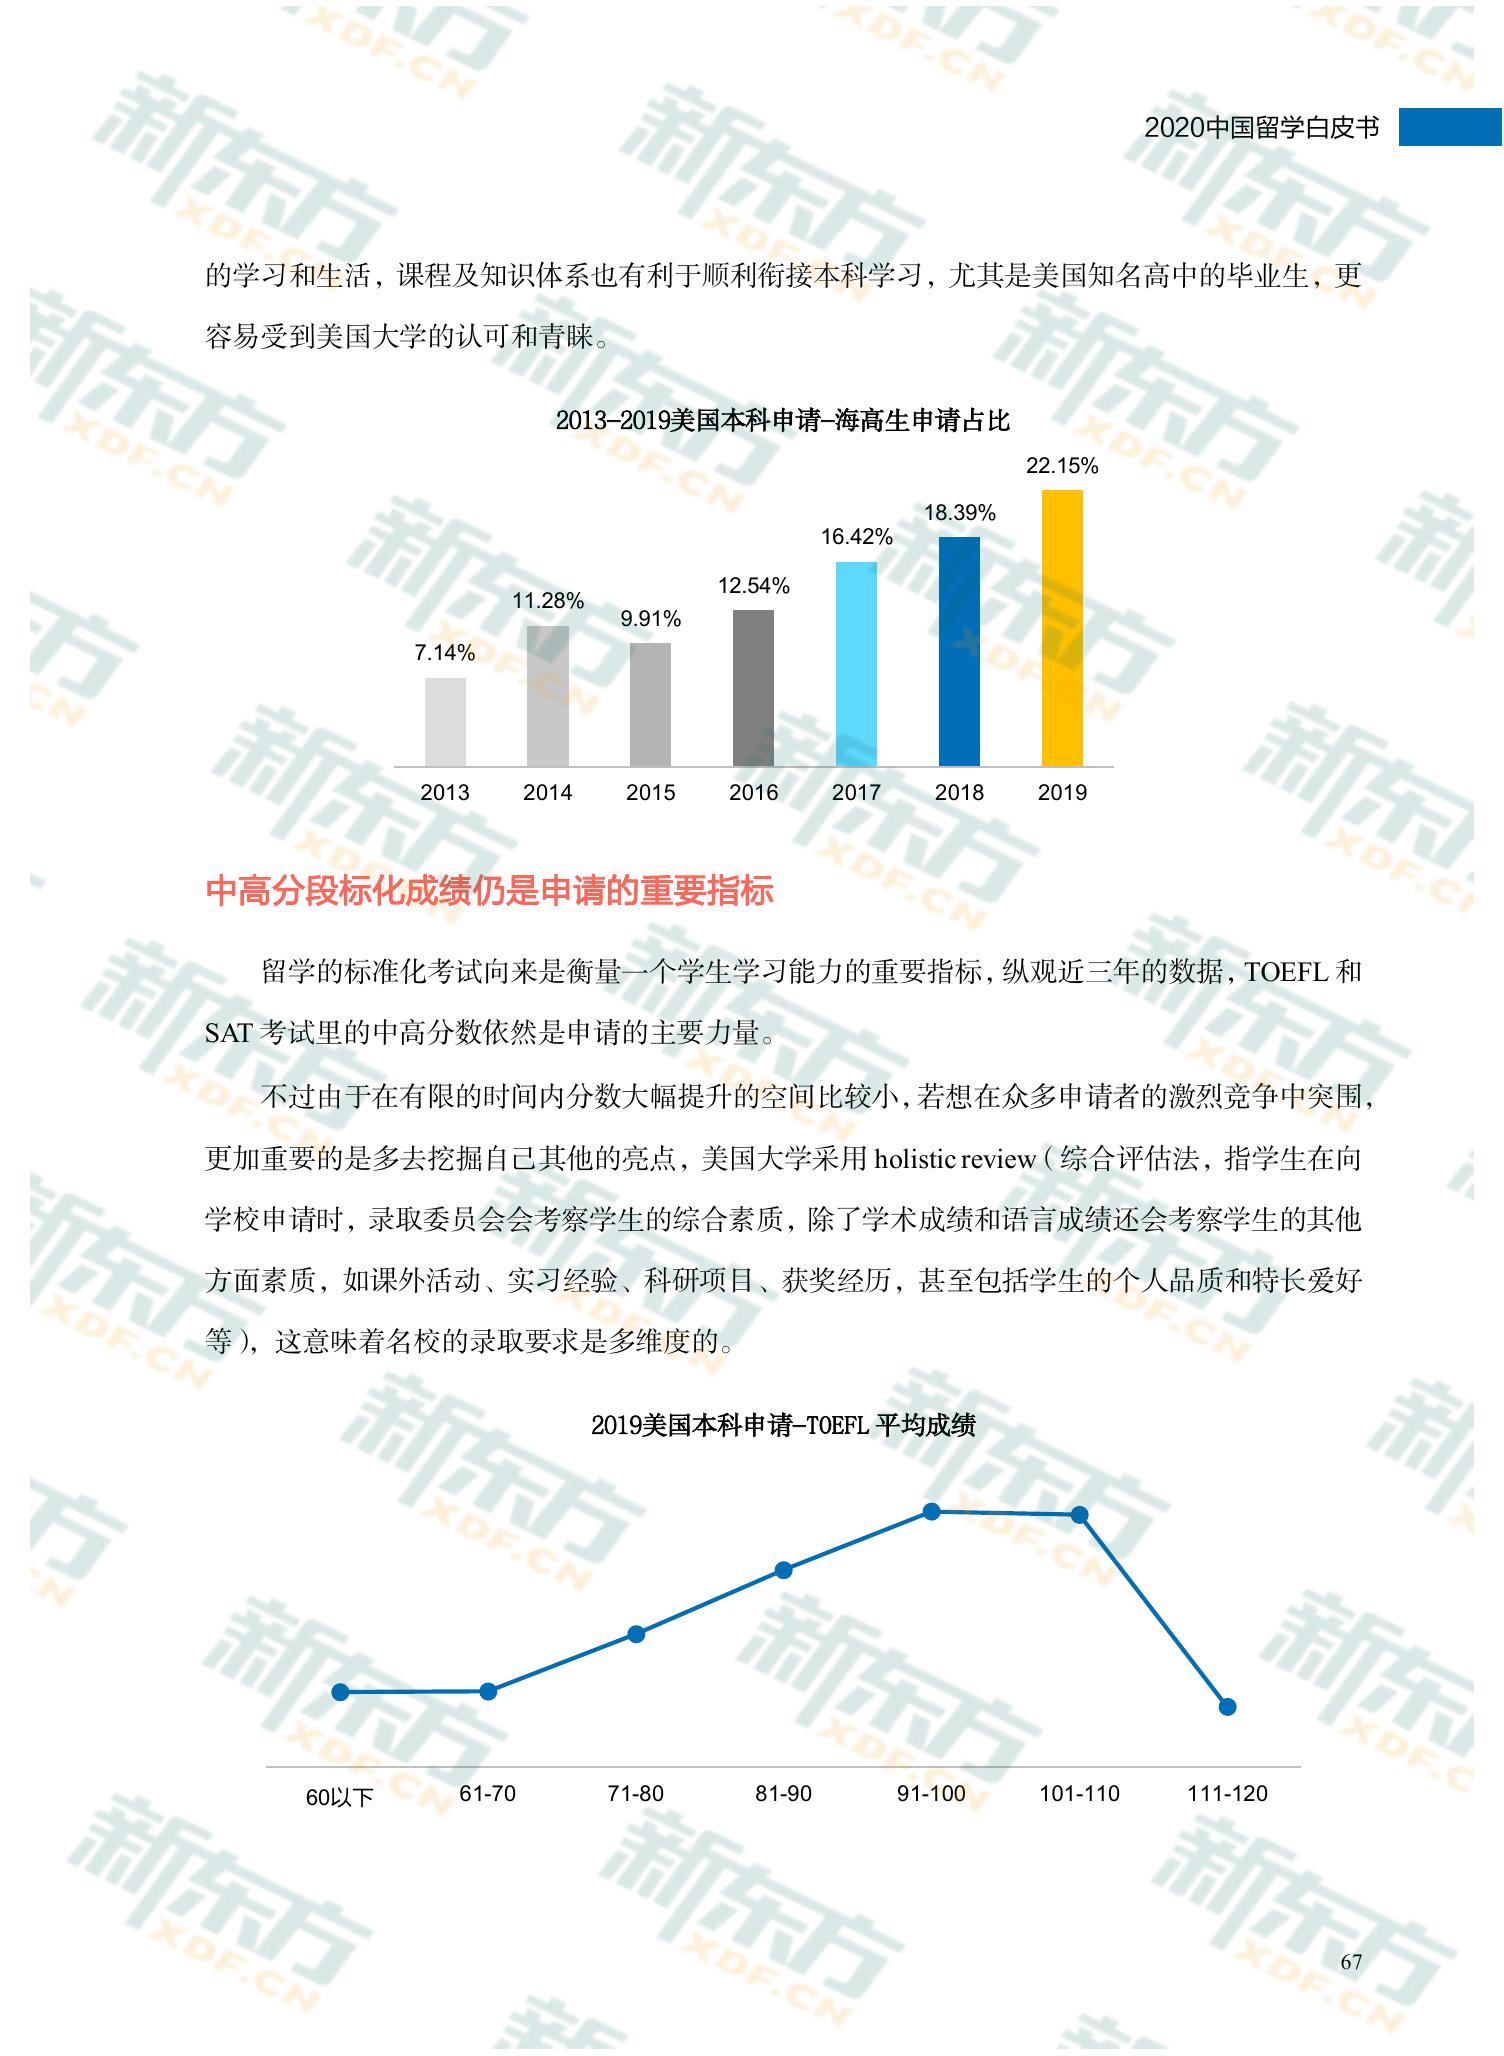 2020中国留学白皮书
的学习和生活，课程及知识体系也有利于顺利衔接本科学习，尤其是美国知名高中的毕业生，更
容易受到美国大学的认可和青睐。
2013–2019美国本科申请–海高生申请占比
22.15%
18.39%
16.42%
12.54%
11.28%
9.91%
7.14%
2013 2014 2015 2016 2017 2018 2019
中高分段标化成绩仍是申请的重要指标
留学的标准化考试向来是衡量一个学生学习能力的重要指标，纵观近三年的数据，TOEFL 和
SAT 考试里的中高分数依然是申请的主要力量。
不过由于在有限的时间内分数大幅提升的空间比较小，若想在众多申请者的激烈竞争中突围，
更加重要的是多去挖掘自己其他的亮点，美国大学采用 holistic review（综合评估法，指学生在向
学校申请时，录取委员会会考察学生的综合素质，除了学术成绩和语言成绩还会考察学生的其他
方面素质，如课外活动、实习经验、科研项目、获奖经历，甚至包括学生的个人品质和特长爱好
等），这意味着名校的录取要求是多维度的。
2019美国本科申请–TOEFL 平均成绩
60以下 61-70 71-80 81-90 91-100 101-110 111-120
67
新东方
XDF.CN